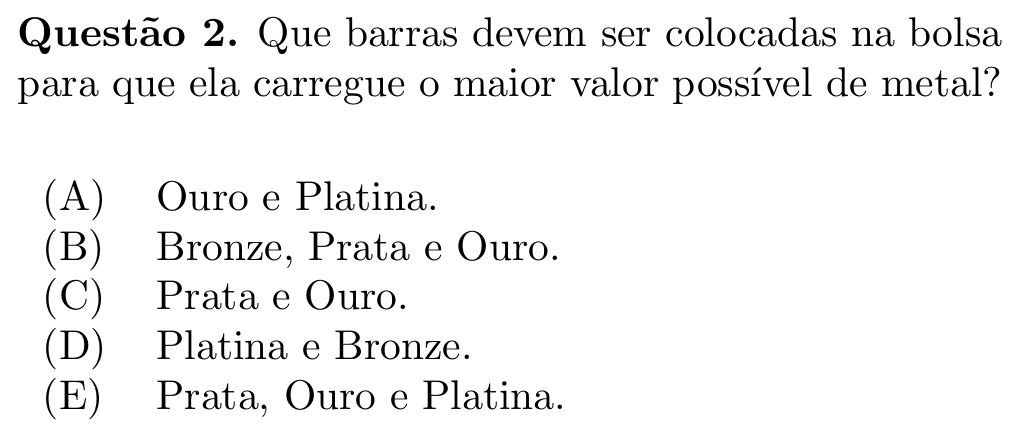 Questão 2. Que barras devem ser colocadas na bolsa
para que ela carregue o maior valor possível de metal?
(A) Ouro e Platina.
(B) Bronze, Prata e Ouro.
(C) Prata e Ouro.
(D) Platina e Bronze.
(E) Prata, Ouro e Platina.